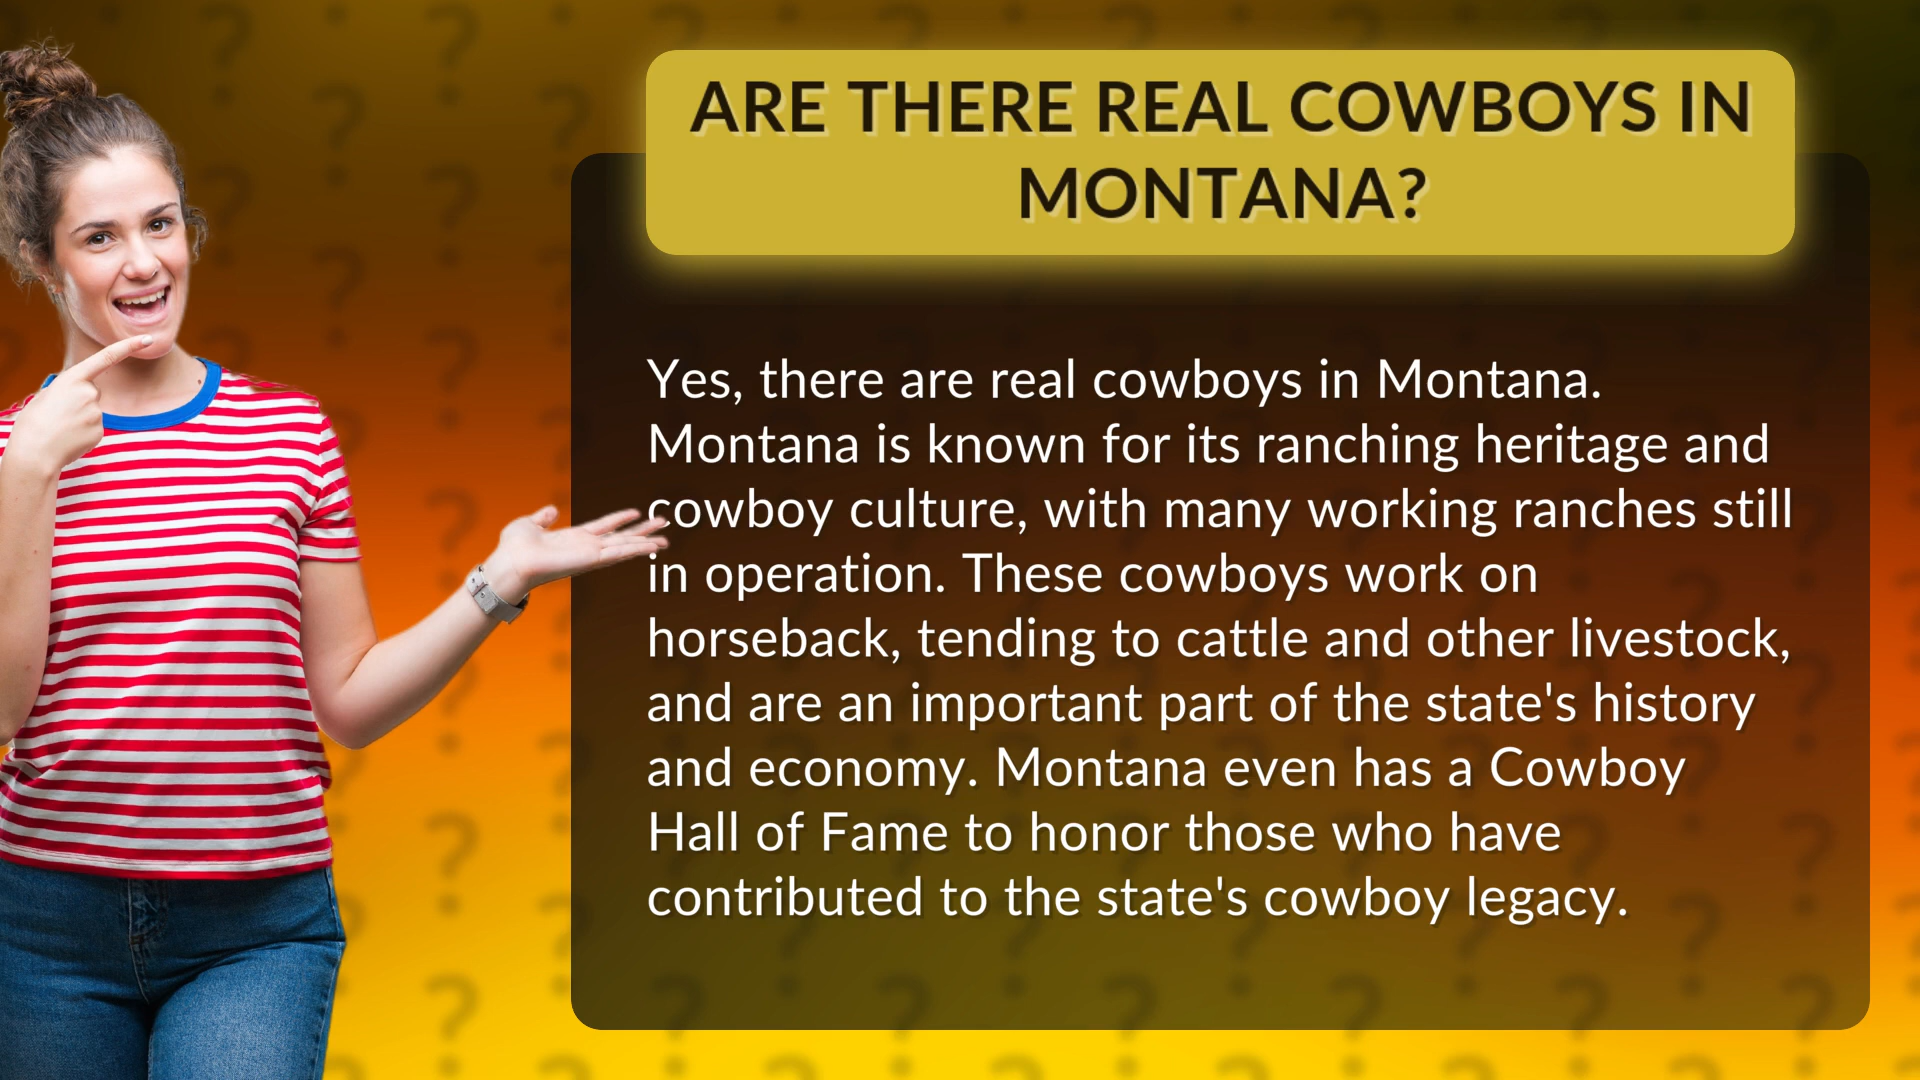 ARE THERE REAL COWBOYS IN
MONTANA?
Yes, there are real cowboys in Montana.
Montana is known for its ranching heritage and
cowboy culture, with many working ranches still
in operation. These cowboys work on
horseback, tending to cattle and other livestock,
and are an important part of the state's history
and economy. Montana even has a Cowboy
Hall of Fame to honor those who have
contributed to the state's cowboy legacy.